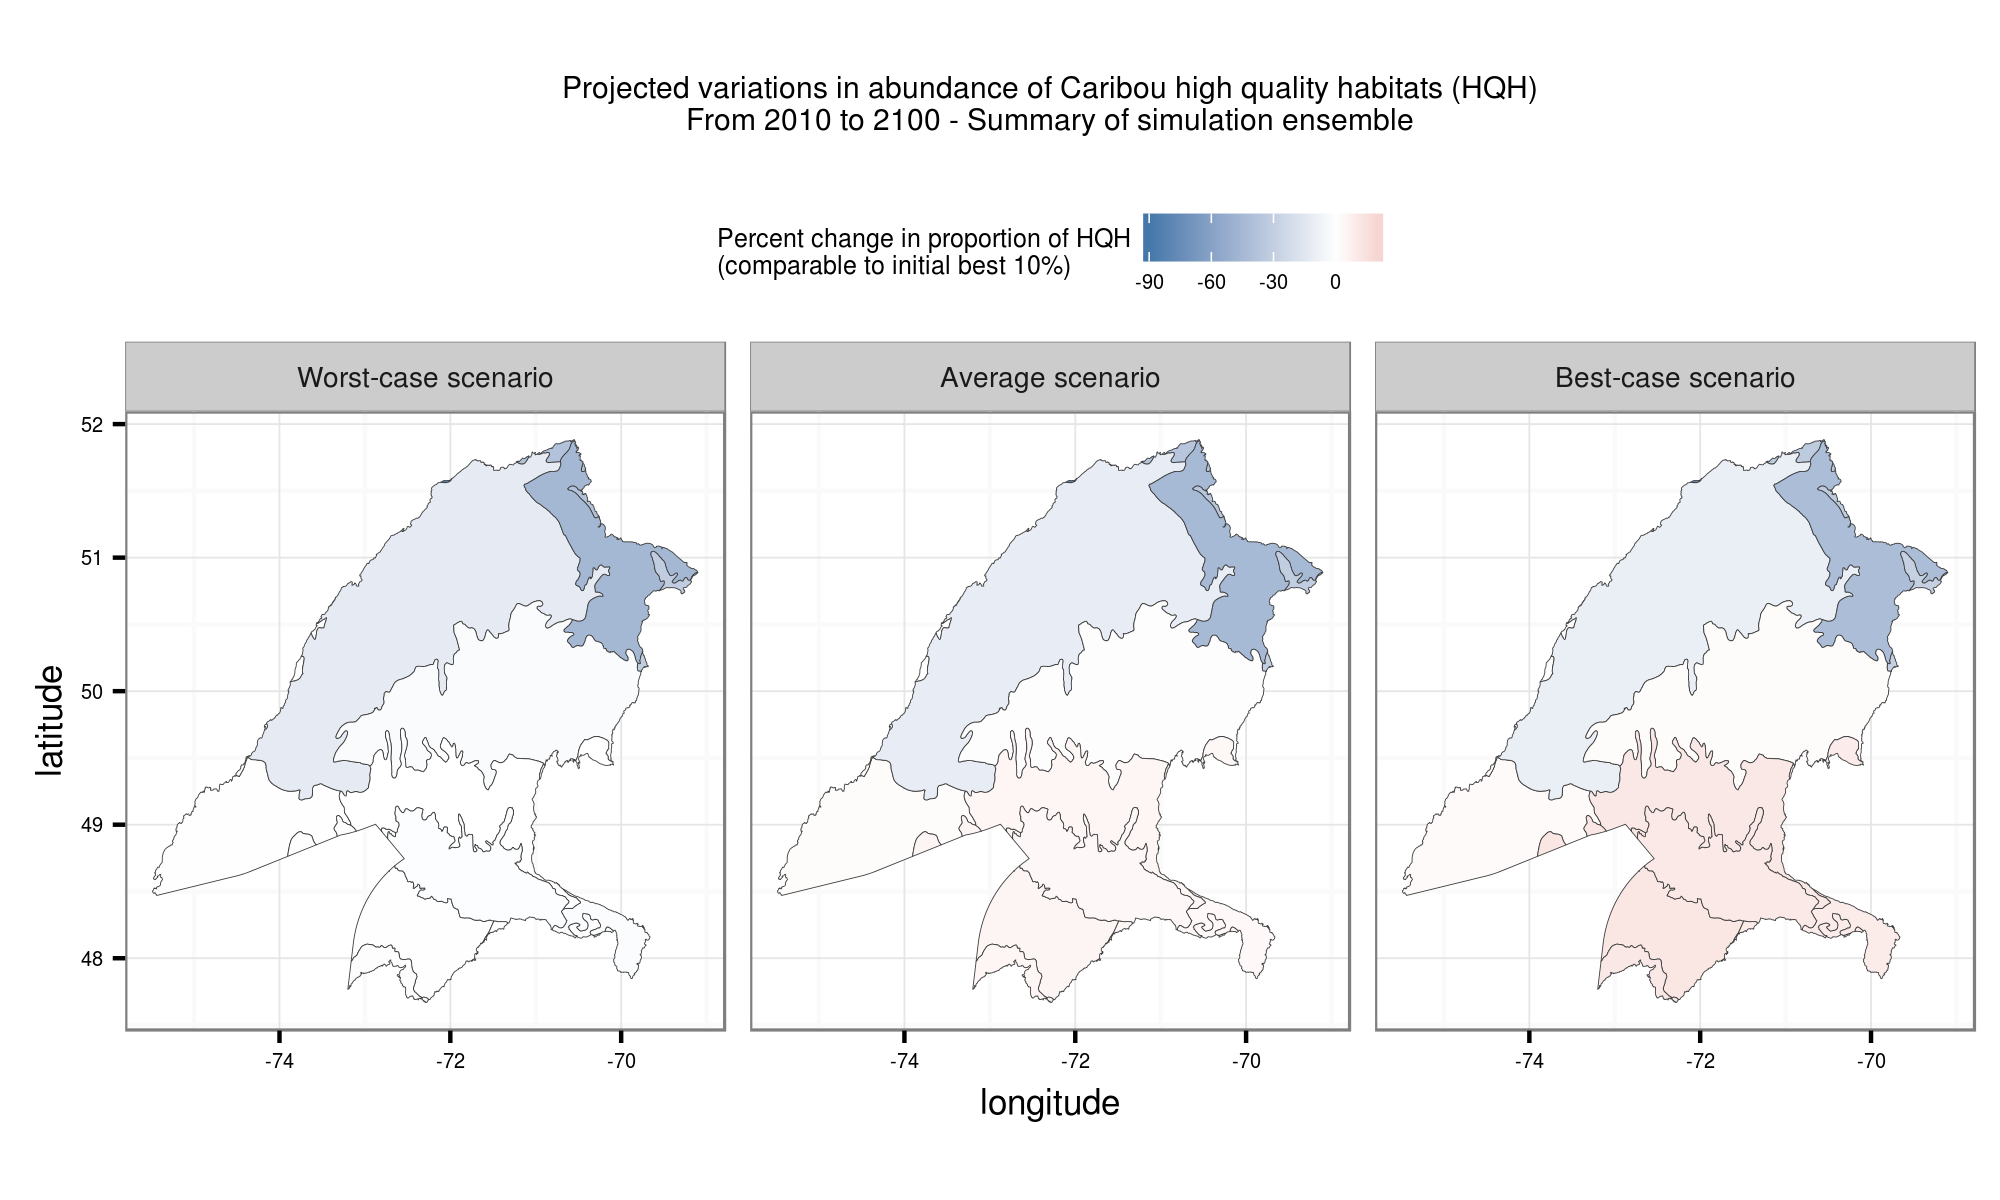 Projected variations in abundance of Caribou high quality habitats (HQH)
From 2010 to 2100 - Summary of simulation ensemble
Percent change in proportion of HQH
(comparable to initial best 10%)
-90 -60 -30 0
Worst-case scenario
Average scenario
Best-case scenario
52
51
50
49
48
latitude
-74 -72 -70
-74 -72 -70
-74 -72 -70
longitude